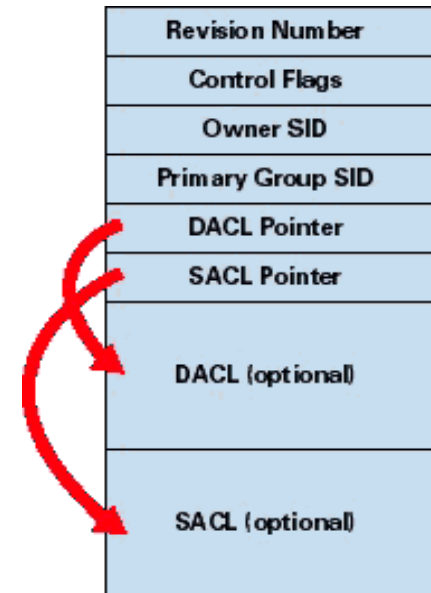 Revision Number
Control Flags
Owner SID
Primary Group SID
DACL Pointer
SACL Pointer
DACL (optional)
SACL (optional)